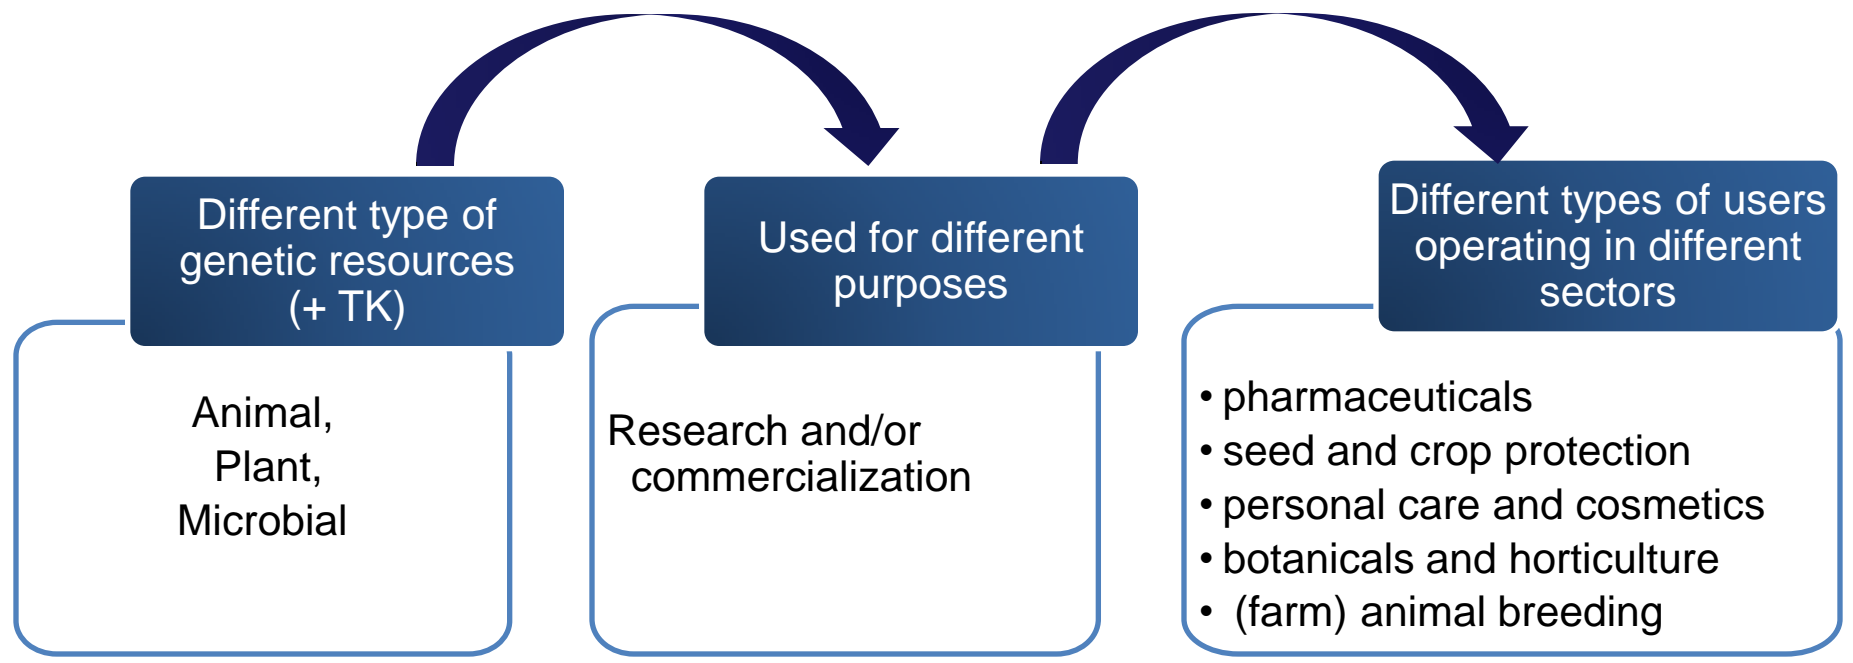 Different type of
genetic resources
(+ TK)
Animal,
Plant,
Microbial
Used for different
purposes
Research and/or
commercialization
Different types of users
operating in different
sectors
• pharmaceuticals
• seed and crop protection
• personal care and cosmetics
• botanicals and horticulture
• (farm) animal breeding